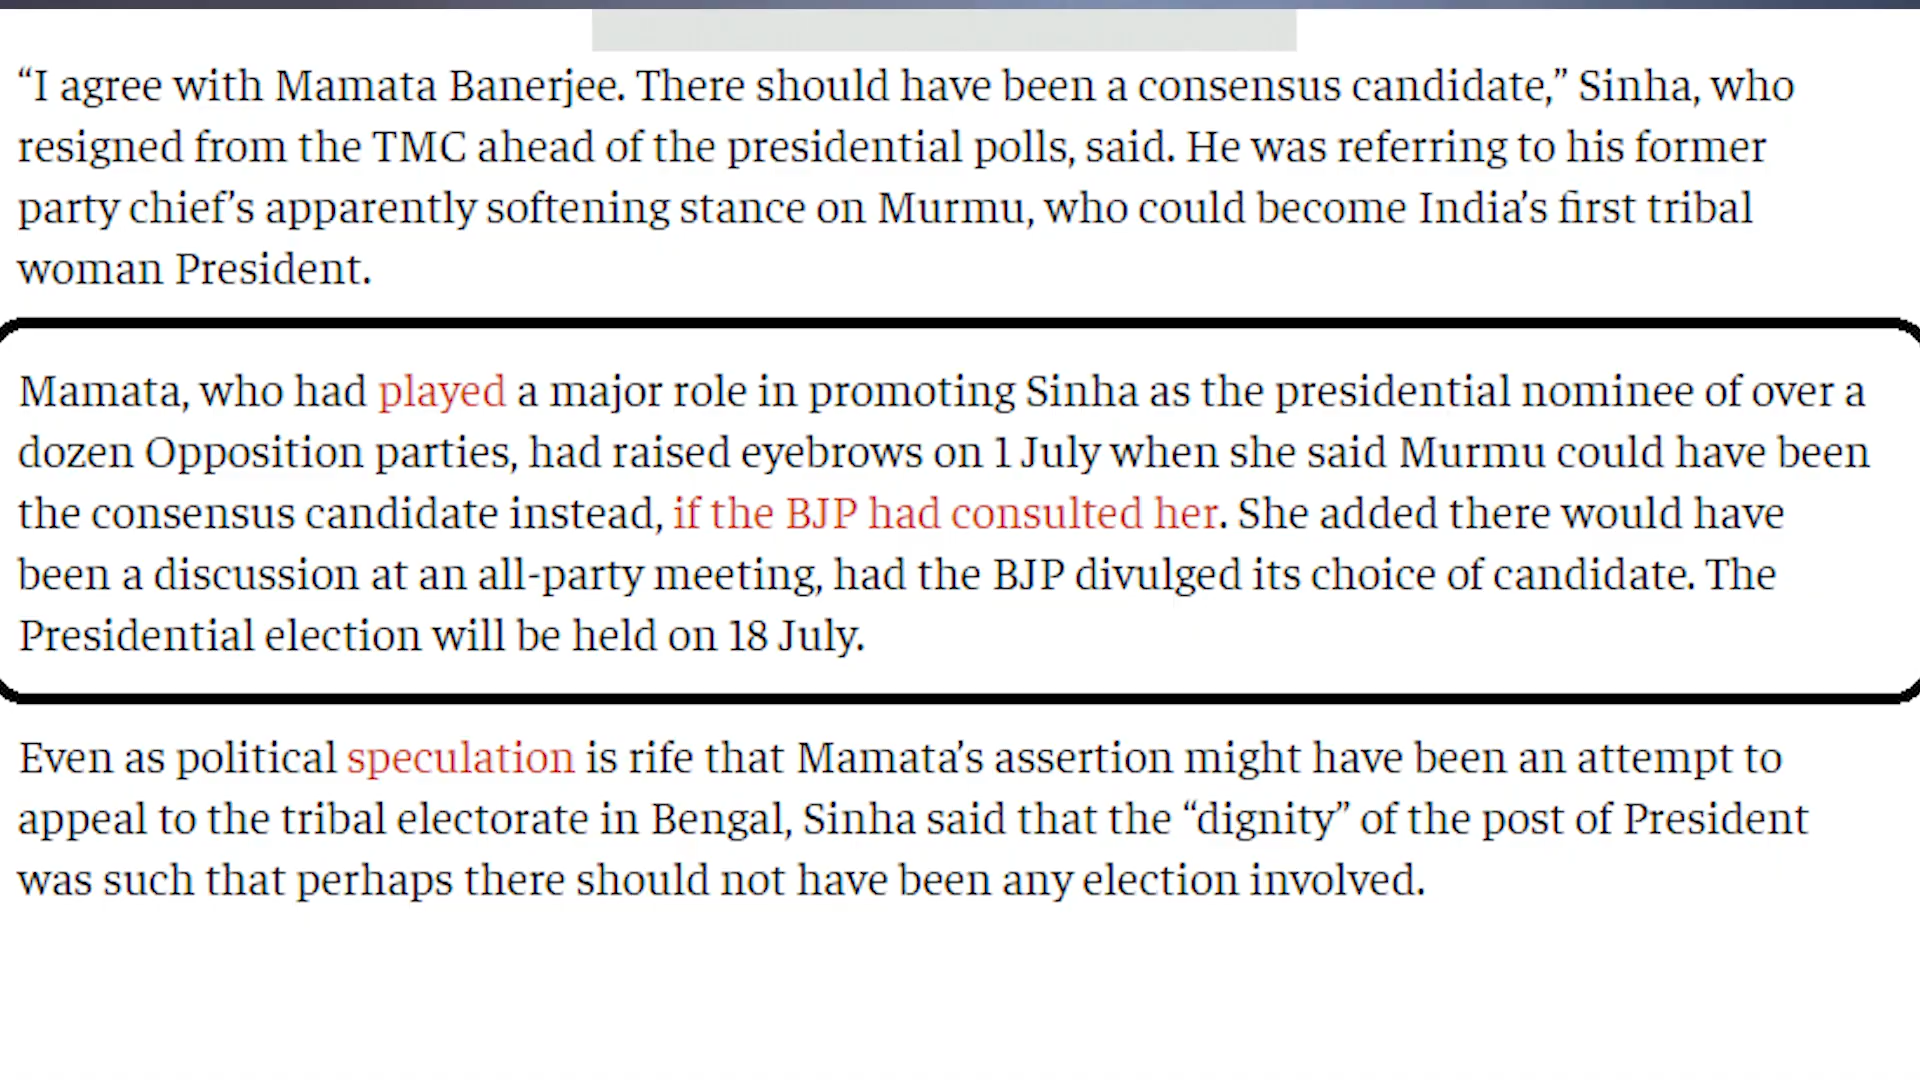 “I agree with Mamata Banerjee. There should have been a consensus candidate,” Sinha, who
resigned from the TMC ahead of the presidential polls, said. He was referring to his former
party chief’s apparently softening stance on Murmu, who could become India’s first tribal
woman President.
Mamata, who had played a major role in promoting Sinha as the presidential nominee of over a
dozen Opposition parties, had raised eyebrows on 1 July when she said Murmu could have been
the consensus candidate instead, if the BJP had consulted her. She added there would have
been a discussion at an all-party meeting, had the BJP divulged its choice of candidate. The
Presidential election will be held on 18 July.
Even as political speculation is rife that Mamata’s assertion might have been an attempt to
appeal to the tribal electorate in Bengal, Sinha said that the “dignity” of the post of President
was such that perhaps there should not have been any election involved.